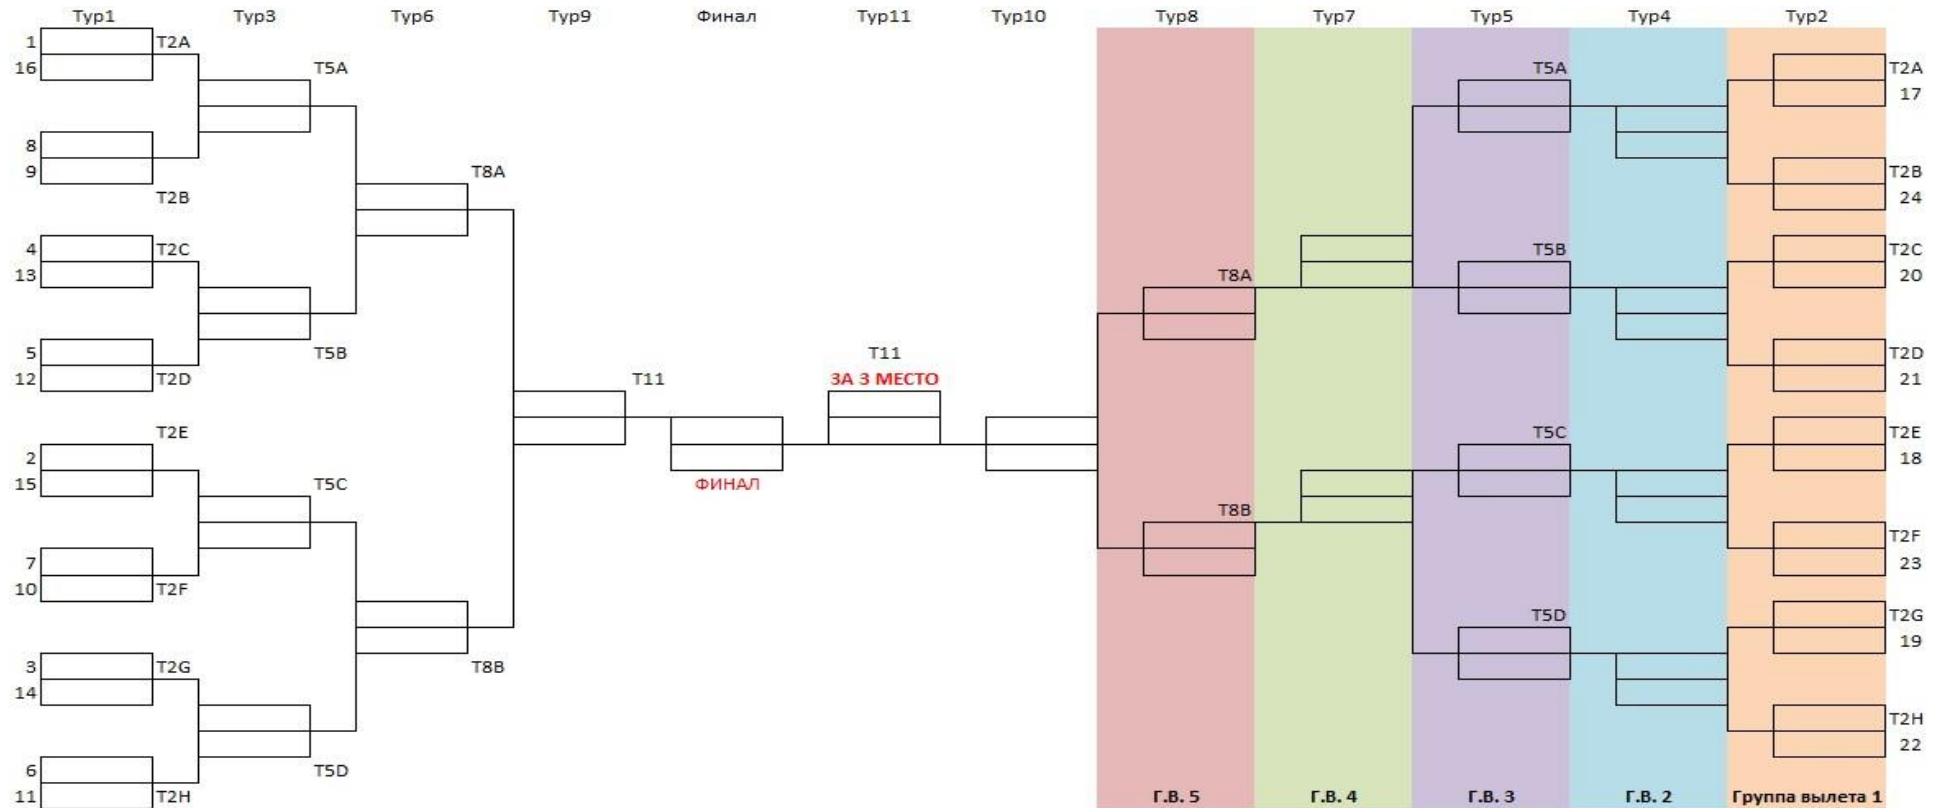 Тур1 Тур3 Тур6 Тур9 Финал Тур11 Тур10 Тур8 Тур7 Тур5 Тур4 Тур2
1 T2A
16
T5A
8
9
T2B
T8A
4 T2C
13
5
12 T2D
T5B
T11
T2E
2
15
T5C
7
10 T2F
3 T2G
14
T8B
6
11 T2H
T5D
ФИНАЛ
T11
ЗА 3 МЕСТО
T8A
T8B
T5A
T5B
T5C
T5D
T2A
17
T2B
24
T2C
20
T2D
21
T2E
18
T2F
23
T2G
19
T2H
22
Г.В. 5 Г.В. 4 Г.В. 3 Г.В. 2 Группа вылета 1